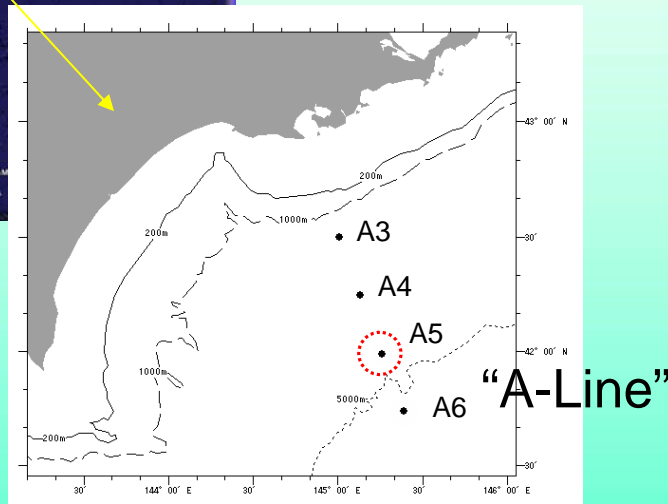 43° 00' N
200m
1000m
A3
200m
30'
A4
A5
1000m
42° 00' N
"A-Line"
5000m
A6
200m
30'
30'
144° 00' E
30'
145° 00' E
30'
146° 00' E